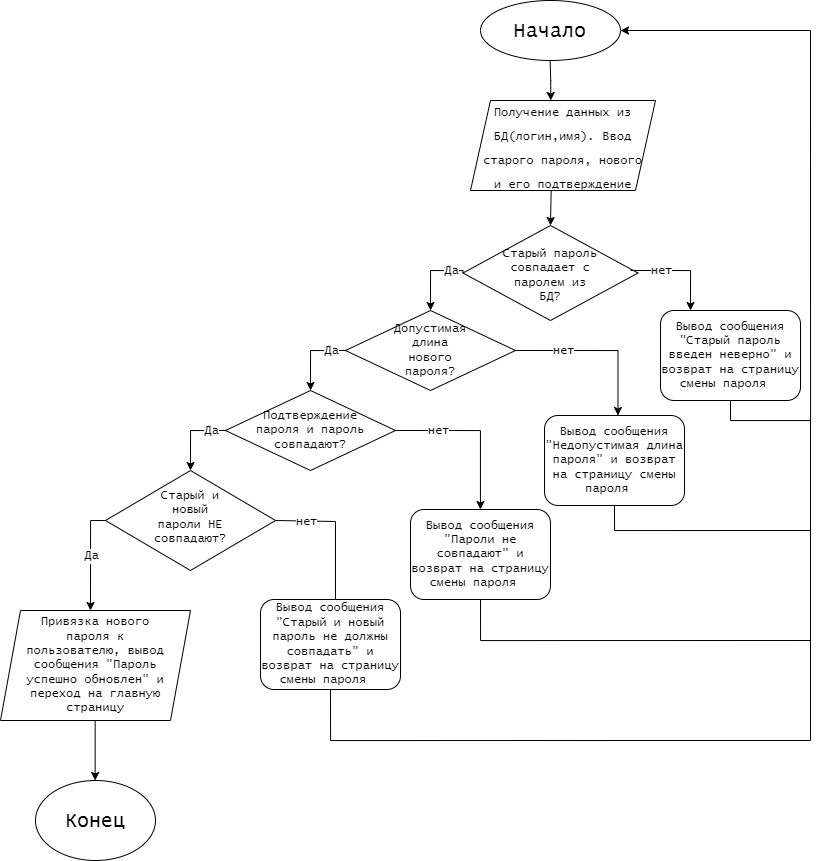 Начало
Получение данных из
БД(логин,имя). Ввод
старого пароля, нового
и его подтверждение
Старый пароль
совпадает с
паролем из
БД?
Да
нет
Допустимая
длина
нового
пароля?
Вывод сообщения
"Старый пароль
введен неверно" и
возврат на страницу
смены пароля
Да
нет
Подтверждение
пароля и пароль
совпадают?
Вывод сообщения
"Недопустимая длина
пароля" и возврат
на страницу смены
пароля
Да
нет
Старый и
новый
пароли НЕ
совпадают?
Вывод сообщения
"Пароли не
совпадают" и
возврат на страницу
смены пароля
Да
нет
Вывод сообщения
"Старый и новый
пароль не должны
совпадать" и
возврат на страницу
смены пароля
Привязка нового
пароля к
пользователю, вывод
сообщения "Пароль
успешно обновлен" и
переход на главную
страницу
Конец